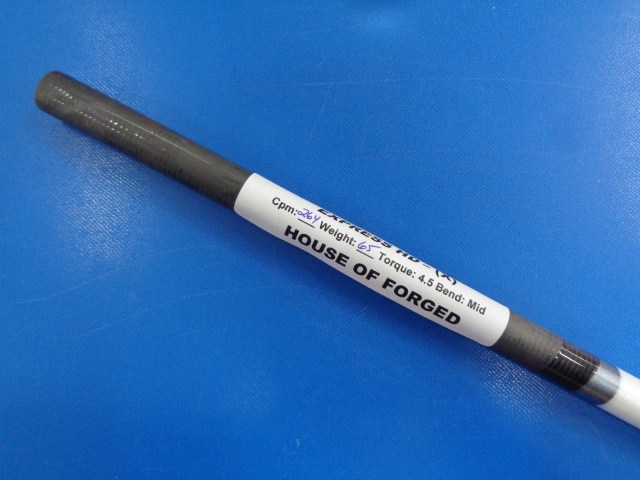 EXPRESS HD - (X)
Cpm: 264 Weight: 65 Torque: 4.5 Bend: Mid
HOUSE OF FORGED